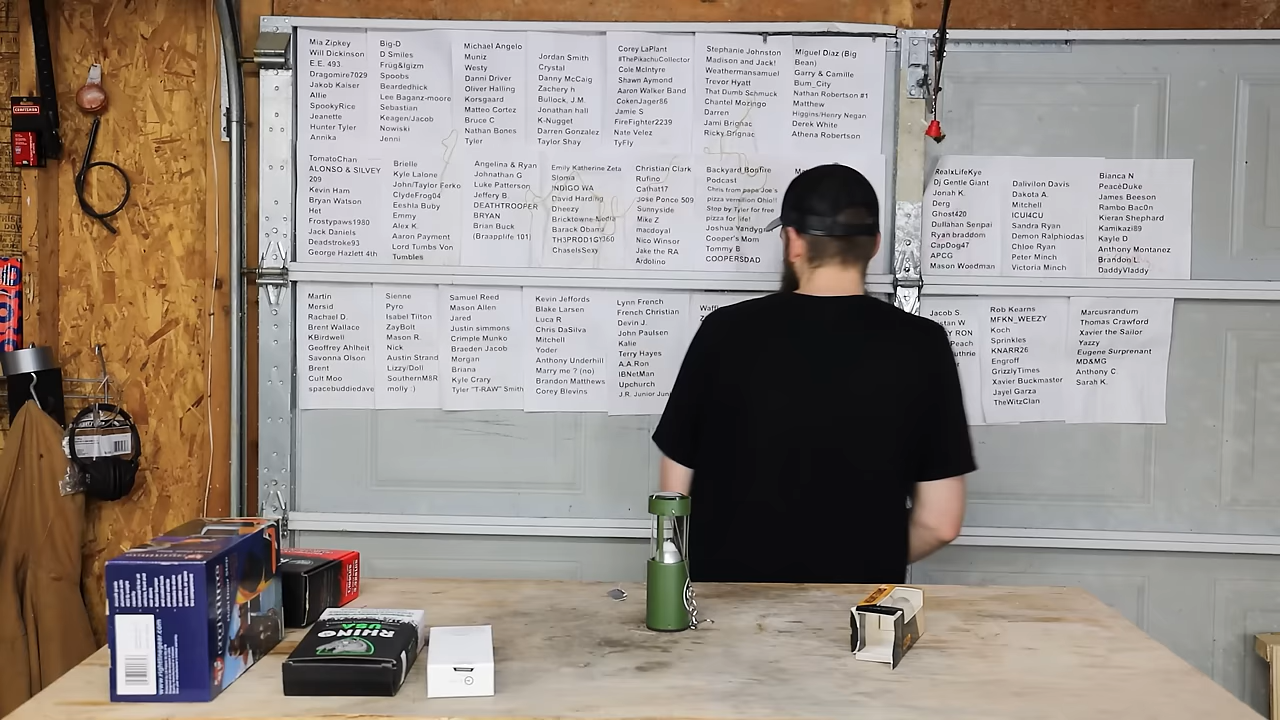 Mia Zipkey
Will Dickinson
E.E. 493
Dragomire7029
Jakob Kaiser
Allie
SpookyRice
Jeanette
Hunter Tyler
Annika
Big-D
D Smiles
Früg&Igizm
Spoobs
Beardedhick
Lee Baganz-moore
Sebastian
Keagen/Jacob
Nowiski
Jenni
Michael Angelo
Muniz
Westy
Danni Driver
Oliver Halling
Korsgaard
Matteo Cortez
Bruce C
Nathan Bones
Tyler
Jordan Smith
Crystal
Danny McCaig
Zachery h
Bullock, J.M.
Jonathan hall
K-Nugget
Darren Gonzalez
Taylor Shay
Corey LaPlant
#ThePikachuCollector
Cole McIntyre
Shawn Aymond
Aaron Walker Band
CokenJager86
Jamie S
FireFighter2239
Nate Velez
TyFly
Stephanie Johnston
Madison and Jack!
Weathermansamuel
Trevor Hyatt
That Dumb Schmuck
Chantel Mozingo
Darren
Jami Brignac
Ricky Brignac
Miguel Diaz (Big
Bean)
Garry & Camille
Bum_City
Nathan Robertson #1
Matthew
Higgins/Henry Negan
Derek White
Athena Robertson
TomatoChan
ALONSO & SILVEY
209
Kevin Ham
Bryan Watson
Het
Frostypaws1980
Jack Daniels
Deadstroke93
George Hazlett 4th
Brielle
Kyle Lalone
John/Taylor Ferko
ClydeFrog04
Eeshla Buby
Emmy
Alex K.
Aaron Payment
Lord Tumbs Von
Tumbles
Angelina & Ryan
Johnathan G
Luke Patterson
Jeffery B.
DEATHTROOPER
BRYAN
Brian Buck
(Braapplife 101)
Emily Katherine Zeta
Sloma
INDIGO WA
David Harding
Dheezy
Bricktowne-Media
Barack Obama
TH3PROD1GY360
ChaseIsSexy
Christian Clark
Rufino
Cathat17
Jose Ponce 509
Sunnyside
Mike Z
macdoyal
Nico Winsor
Jake the RA
Ardolino
Backyard Bonfire
Podcast
Chris from papa Joe's
pizza vermilion Ohio!!
Stop by Tyler for free
pizza for life!
Joshua Vandyg
Cooper's Mom
Tommy B
COOPERSDAD
RealxLifeKye
Dj Gentle Giant
Jonah K.
Derg
Ghost420
Dullahan Senpai
Ryan braddom
CapDog47
APCG
Mason Woodman
Dalivilon Davis
Dakota A.
Mitchell
ICUI4CU
Sandra Ryan
Demon Ralphiodas
Chloe Ryan
Peter Minch
Victoria Minch
Bianca N
PeaceDuke
James Beeson
Rambo Bac0n
Kieran Shephard
Kamikazi89
Kayle D
Anthony Montanez
Brandon L
DaddyVladdy
Martin
Mersid
Rachael D.
Brent Wallace
KBirdwell
Geoffrey Ahlheit
Savonna Olson
Brent
Cult Moo
spacebuddiedave
Sienne
Pyro
Isabel Tilton
ZayBolt
Mason R.
Nick
Austin Strand
Lizzy/Doll
SouthernM8R
molly :)
Samuel Reed
Mason Allen
Jared
Justin simmons
Crimple Munko
Braeden Jacob
Morgan
Briana
Kyle Crary
Tyler "T-RAW" Smith
Kevin Jeffords
Blake Larsen
Luca R
Chris DaSilva
Mitchell
Yoder
Anthony Underhill
Marry me ? (no)
Brandon Matthews
Corey Blevins
Lynn French
French Christian
Devin J.
John Paulsen
Kalie
Terry Hayes
A.A.Ron
IBNetMan
Upchurch
J.R. Junior Jun
Jacob S.
RON
Peach
Rob Kearns
MFKN_WEEZY
Koch
Sprinkles
KNARR26
Engroff
GrizzlyTimes
Xavier Buckmaster
Jayel Garza
TheWitzClan
Marcusrandum
Thomas Crawford
Xavier the Sailor
Yazzy
Eugene Surprenant
MD&MG
Anthony C.
Sarah K.
RHINO
USA